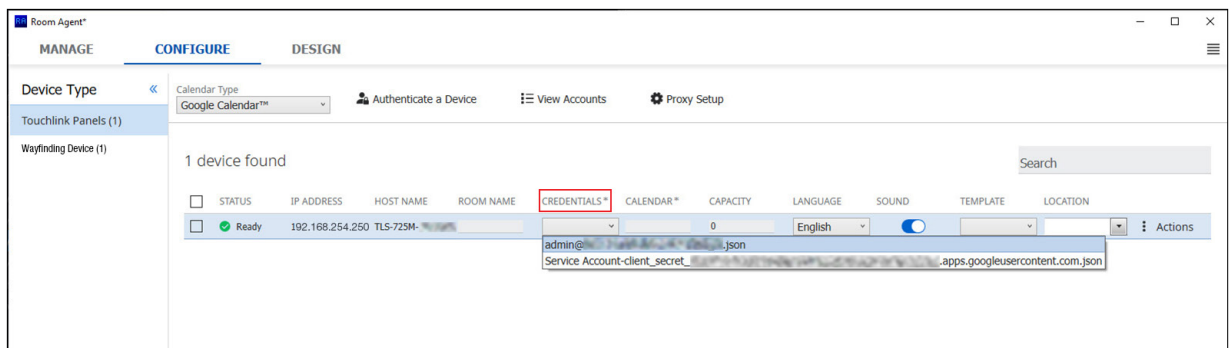 RA Room Agent*
MANAGE CONFIGURE DESIGN
Device Type «
Touchlink Panels (1)
Wayfinding Device (1)
Calendar Type
Google Calendar™ Authenticate a Device View Accounts Proxy Setup
1 device found Search
STATUS IP ADDRESS HOST NAME ROOM NAME CREDENTIALS* CALENDAR* CAPACITY LANGUAGE SOUND TEMPLATE LOCATION
Ready 192.168.254.250 TLS-725M- 0 English Actions
admin@ .json
Service Account-client_secret_ .apps.googleusercontent.com.json